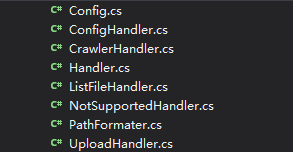 C# Config.cs
C# ConfigHandler.cs
C# CrawlerHandler.cs
C# Handler.cs
C# ListFileHandler.cs
C# NotSupportedHandler.cs
C# PathFormater.cs
C# UploadHandler.cs